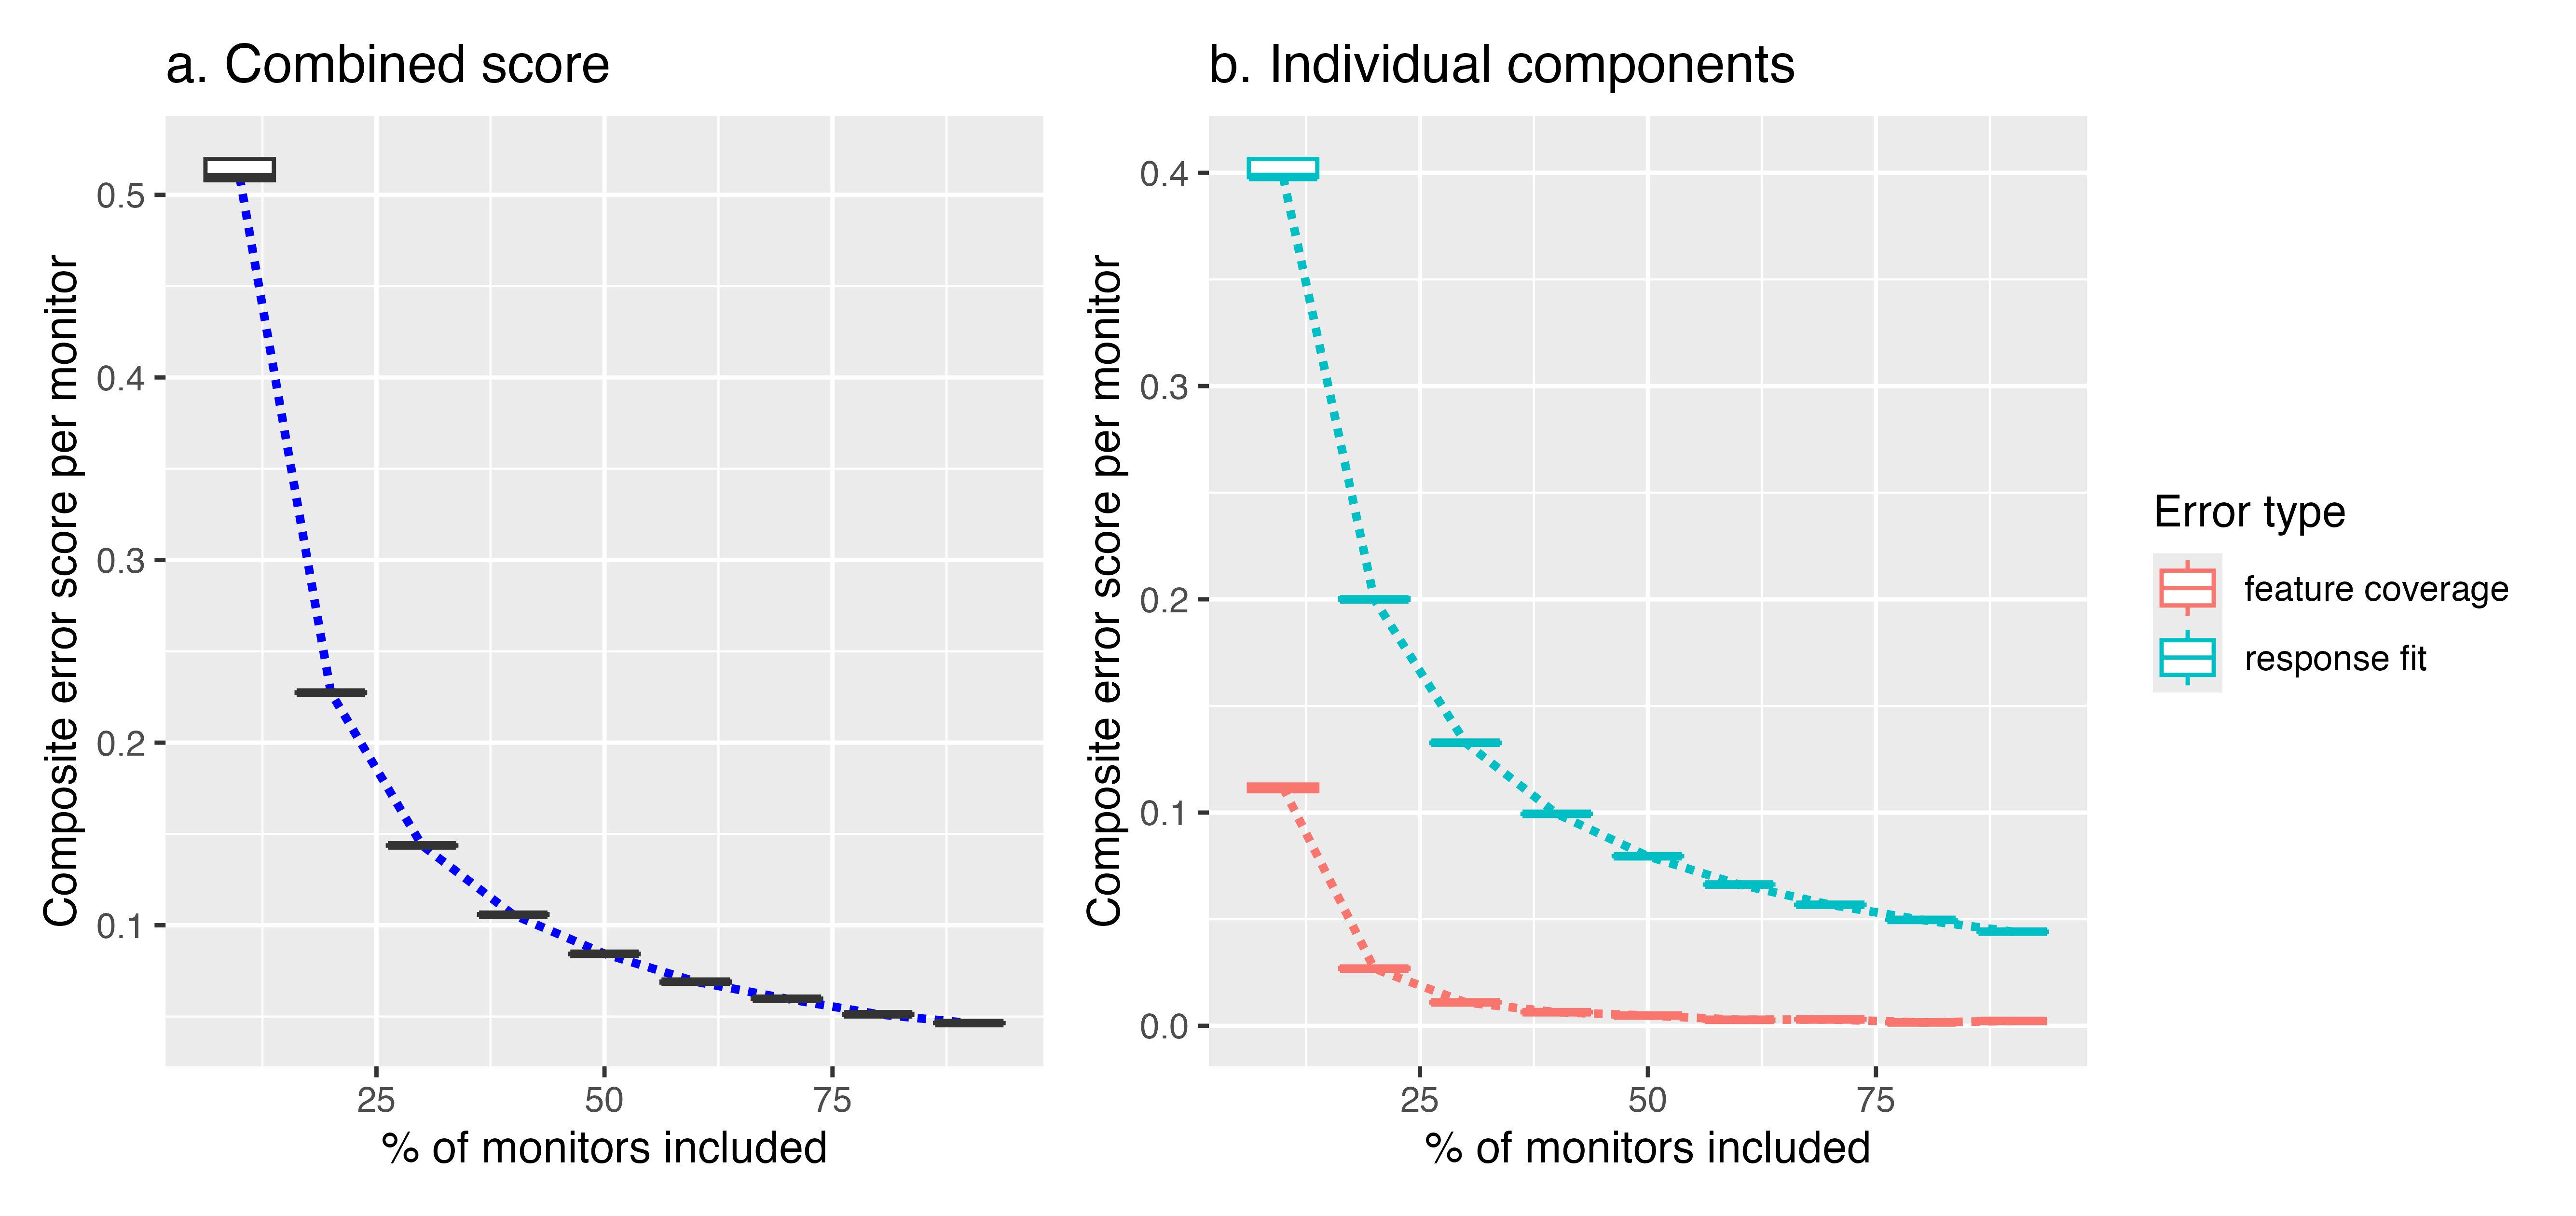 a. Combined score
Composite error score per monitor
0.5
0.4
0.3
0.2
0.1
25 50 75
% of monitors included
b. Individual components
Composite error score per monitor
0.4
0.3
0.2
0.1
0.0
25 50 75
% of monitors included
Error type
feature coverage
response fit